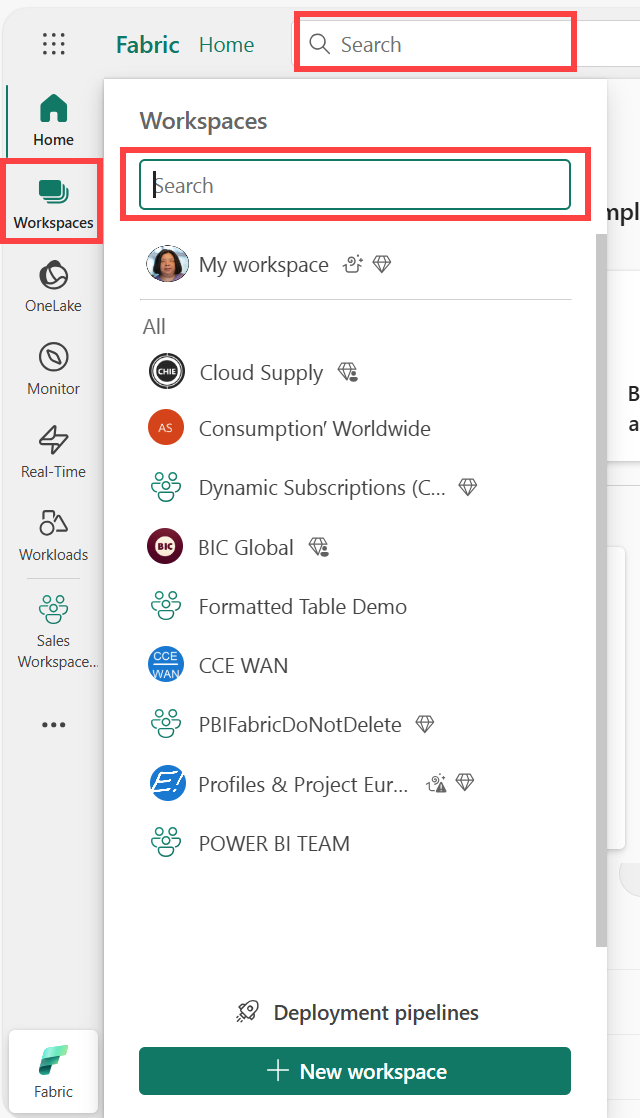 Fabric Home Search
Home
Workspaces
OneLake
Monitor
Real-Time
Workloads
Sales
Workspace...
Fabric
Workspaces
Search
My workspace
All
CHIE Cloud Supply
AS Consumption′ Worldwide
Dynamic Subscriptions (C...
BIC BIC Global
Formatted Table Demo
CCE
WAN CCE WAN
PBIFabricDoNotDelete
E! Profiles & Project Eur...
POWER BI TEAM
Deployment pipelines
New workspace
mpl
B
a